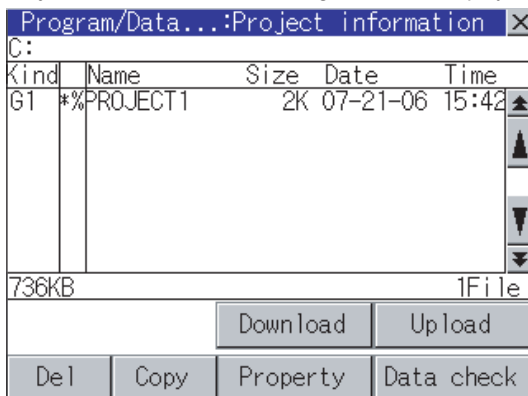 Program/Data...:Project information ×
C:
Kind Name Size Date Time
G1 *% PROJECT1 2K 07-21-06 15:42
736KB 1File
Download Upload
Del Copy Property Data check